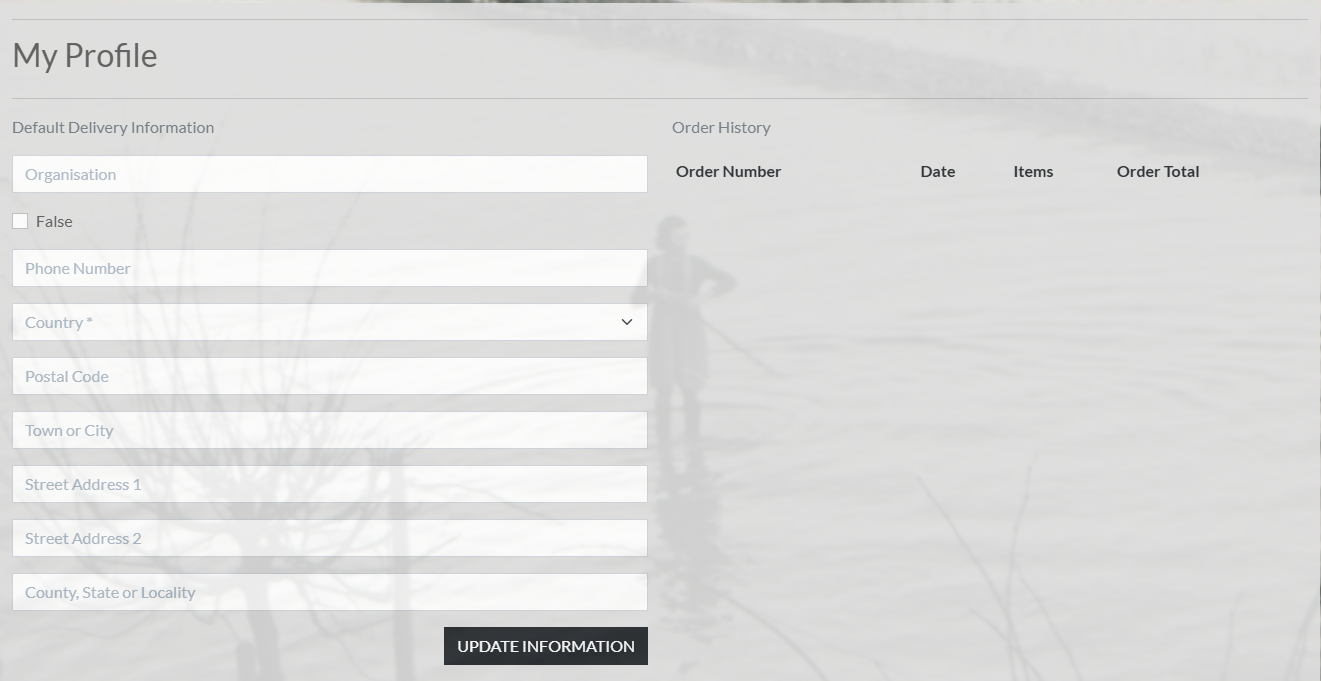 My Profile
Default Delivery Information
Organisation
False
Phone Number
Country *
Postal Code
Town or City
Street Address 1
Street Address 2
County, State or Locality
UPDATE INFORMATION
Order History
Order Number Date Items Order Total